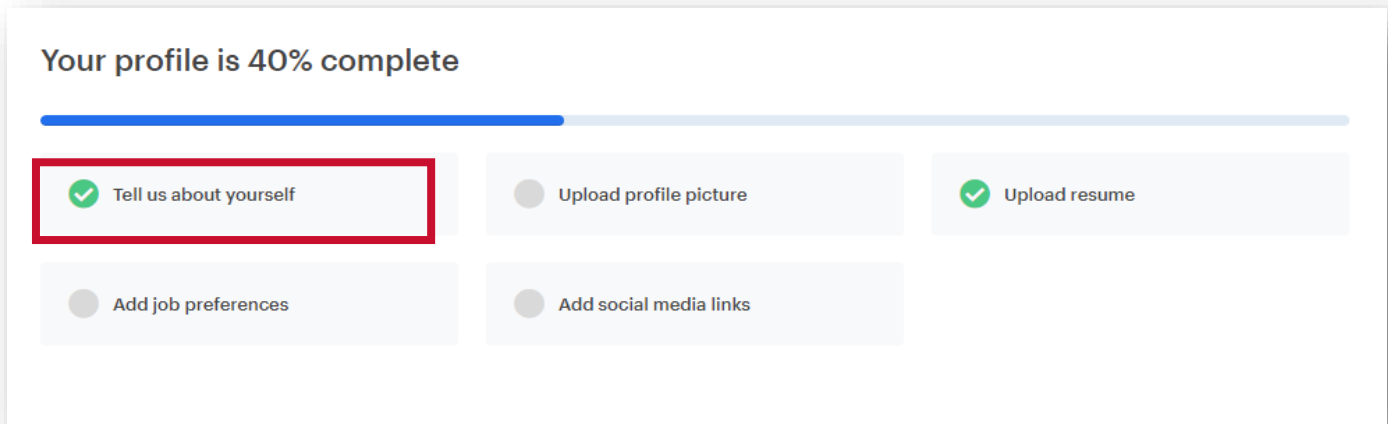 Your profile is 40% complete
Tell us about yourself
Upload profile picture
Upload resume
Add job preferences
Add social media links